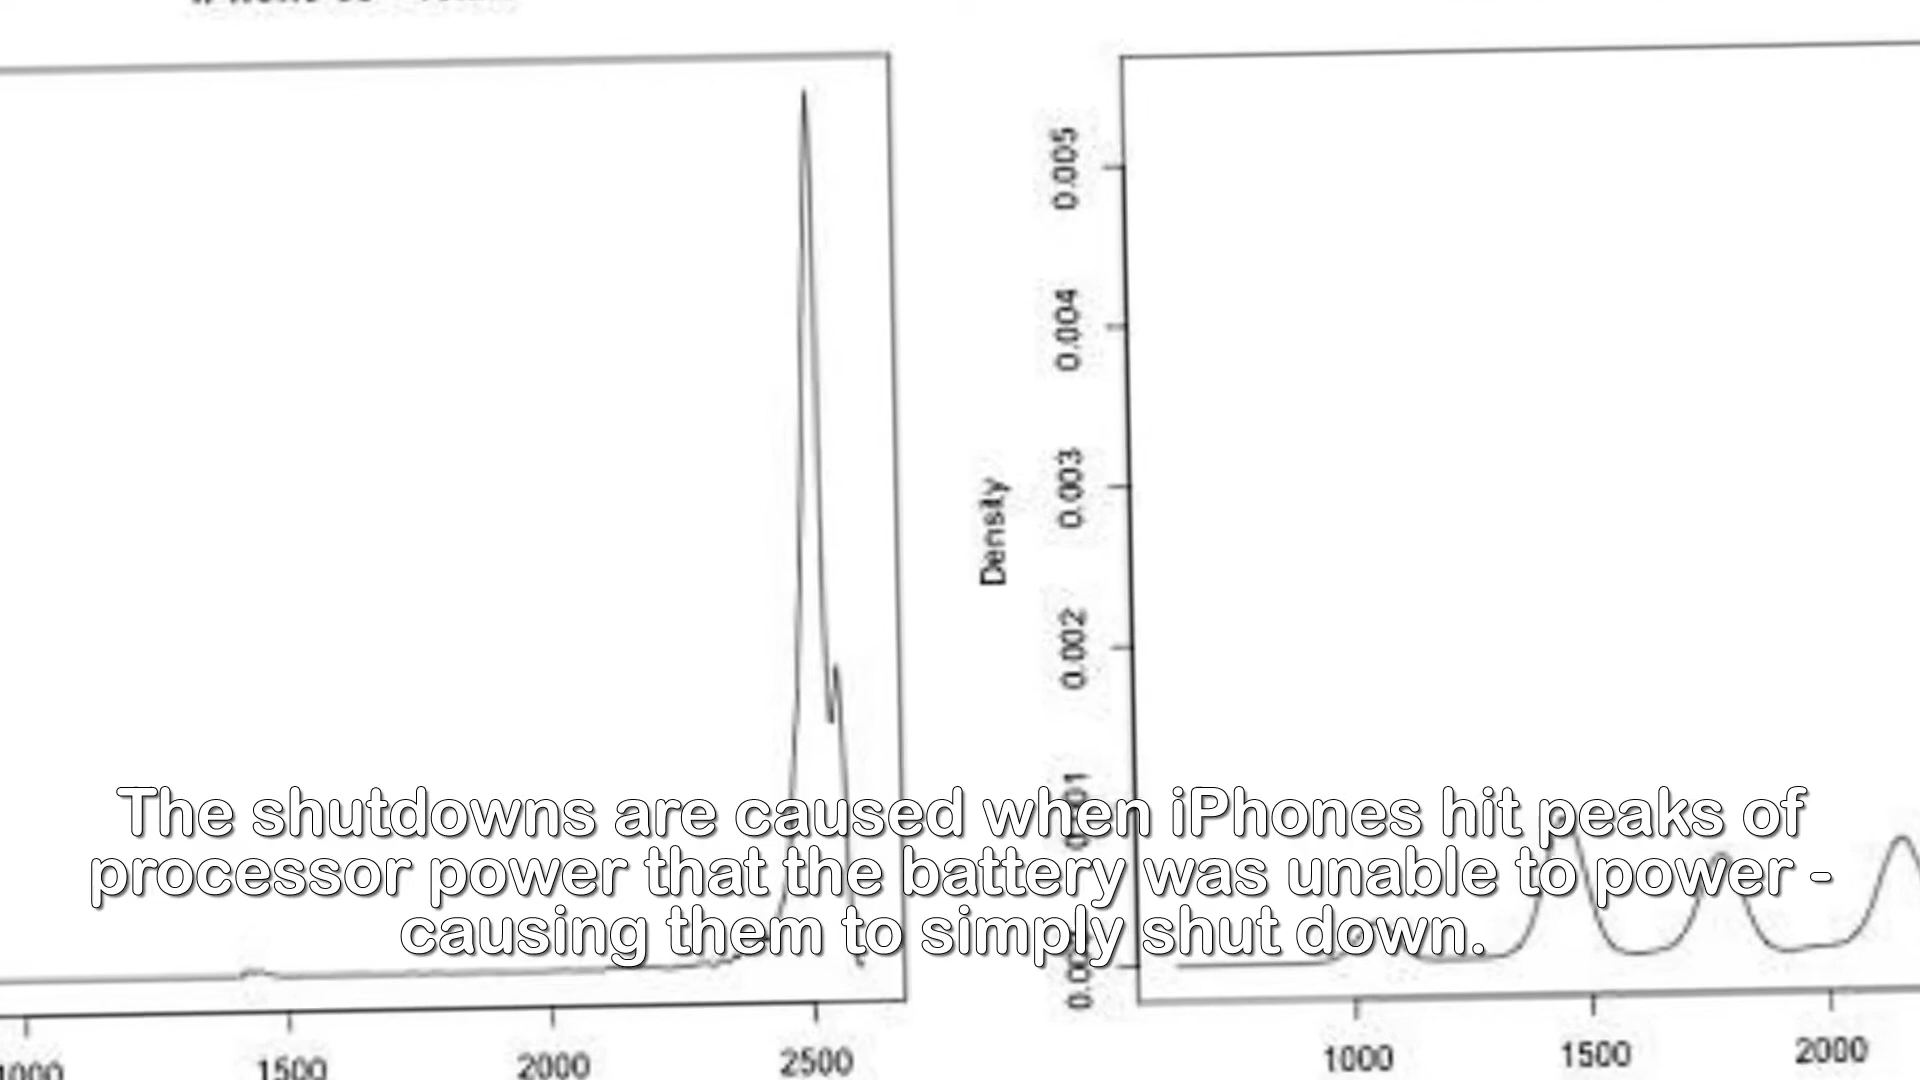 0.005
0.004
0.003
0.002
Density
The shutdowns are caused when iPhones hit peaks of
processor power that the battery was unable to power -
causing them to simply shut down.
1000
1500
2000
2500
1000
1500
2000